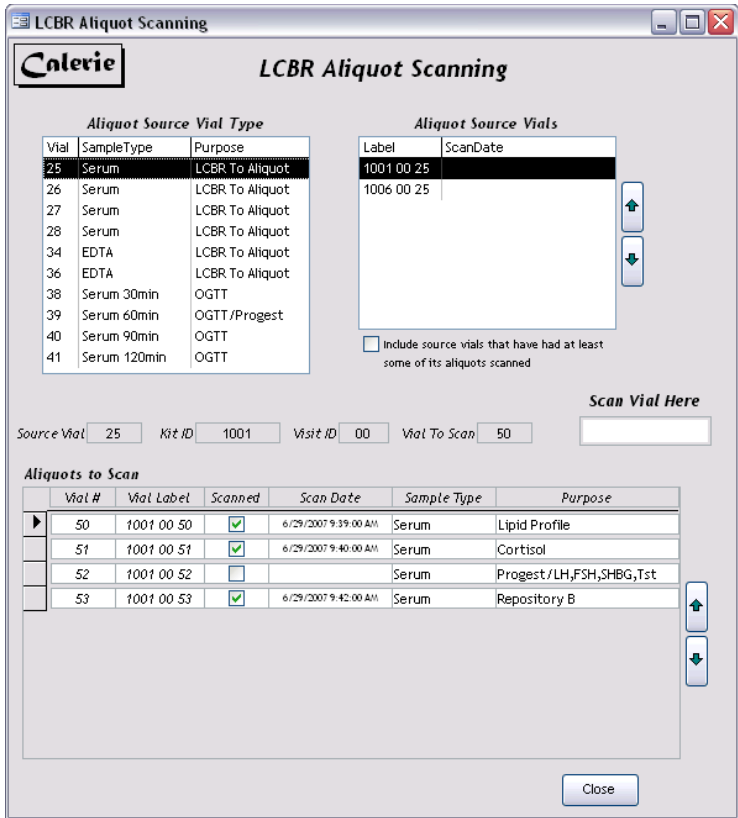 LCBR Aliquot Scanning
Calerie
LCBR Aliquot Scanning
Aliquot Source Vial Type
Vial SampleType Purpose
25 Serum LCBR To Aliquot
26 Serum LCBR To Aliquot
27 Serum LCBR To Aliquot
28 Serum LCBR To Aliquot
34 EDTA LCBR To Aliquot
36 EDTA LCBR To Aliquot
38 Serum 30min OGTT
39 Serum 60min OGTT/Progest
40 Serum 90min OGTT
41 Serum 120min OGTT
Aliquot Source Vials
Label ScanDate
1001 00 25
1006 00 25
Include source vials that have had at least
some of its aliquots scanned
Scan Vial Here
Source Vial 25 Kit ID 1001 Visit ID 00 Vial To Scan 50
Aliquots to Scan
Vial # Vial Label Scanned Scan Date Sample Type Purpose
50 1001 00 50 6/29/2007 9:39:00 AM Serum Lipid Profile
51 1001 00 51 6/29/2007 9:40:00 AM Serum Cortisol
52 1001 00 52 Serum Progest/LH,FSH,SHBG,Tst
53 1001 00 53 6/29/2007 9:42:00 AM Serum Repository B
Close